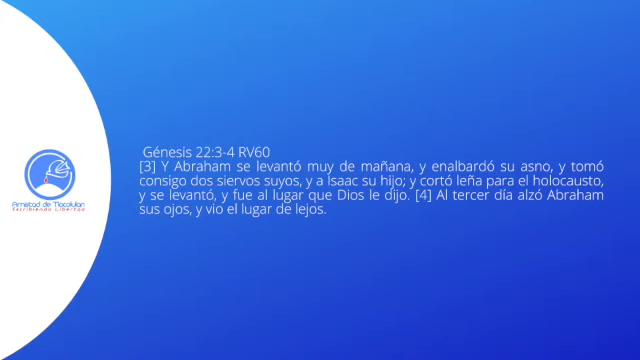 Génesis 22:3-4 RV60
[3] Y Abraham se levantó muy de mañana, y enalbardó su asno, y tomó
consigo dos siervos suyos, y a Isaac su hijo; y cortó leña para el holocausto,
y se levantó, y fue al lugar que Dios le dijo. [4] Al tercer día alzó Abraham
sus ojos, y vio el lugar de lejos.
Amistad de Tlacolulan
Escribiendo Libertad